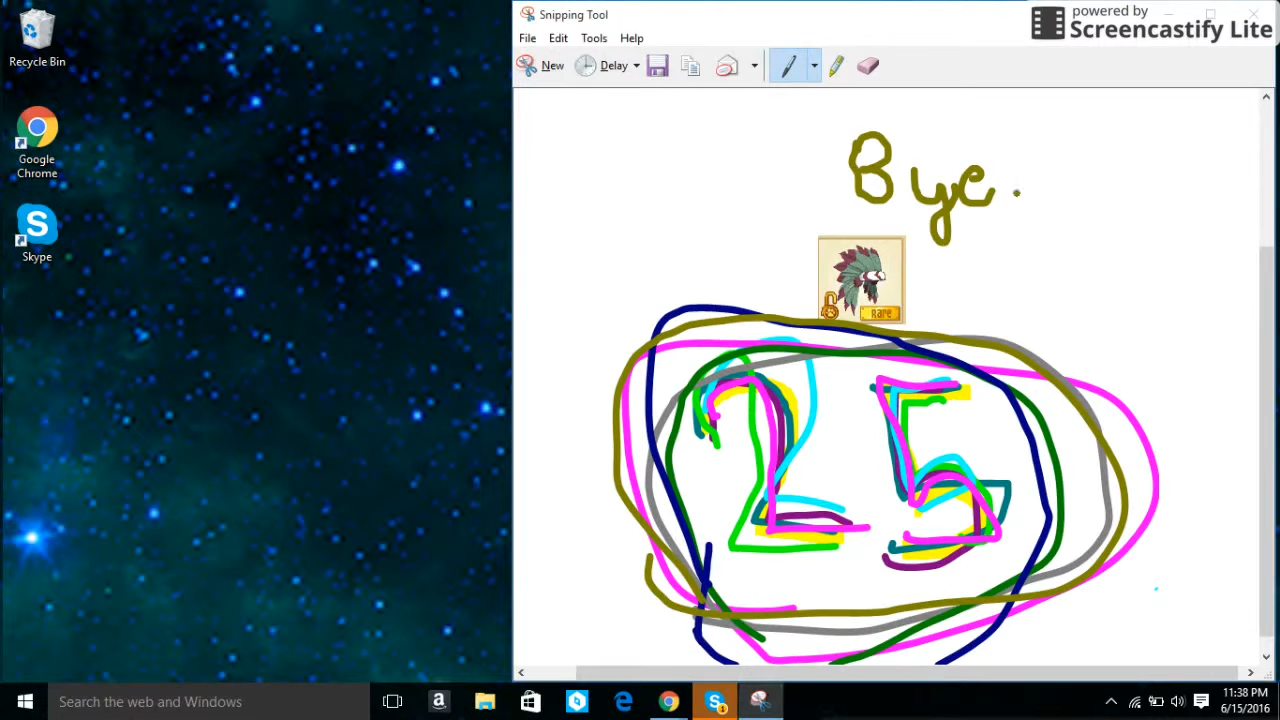 Recycle Bin
Google
Chrome
Skype
Snipping Tool
powered by
Screencastify Lite
File Edit Tools Help
New Delay
Bye.
Rare
25
Search the web and Windows
11:38 PM
6/15/2016